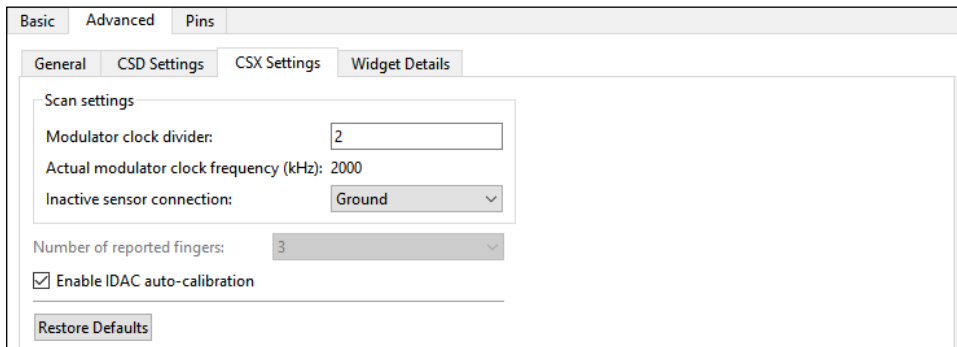 Basic Advanced Pins
General CSD Settings CSX Settings Widget Details
Scan settings
Modulator clock divider: 2
Actual modulator clock frequency (kHz): 2000
Inactive sensor connection: Ground
Number of reported fingers: 3
Enable IDAC auto-calibration
Restore Defaults